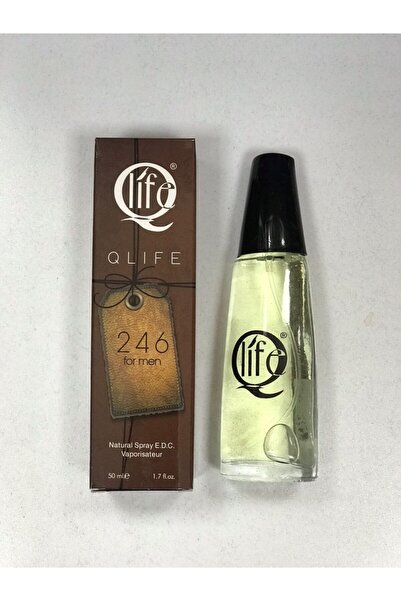 Qlife®
QLIFE
246
for men
Natural Spray E.D.C.
Vaporisateur
50 ml℮ 1.7 fl.oz.
Qlife®